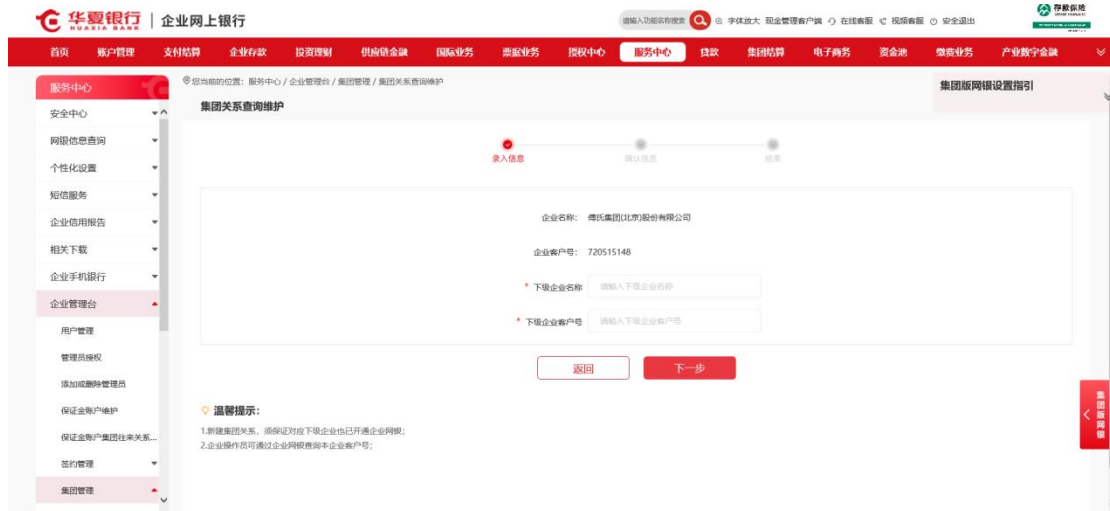 华夏银行 | 企业网上银行
HUAXIA BANK
请输入功能名称搜索 字体放大 现金管理客户端 在线客服 视频客服 安全退出
存款保险
首页 账户管理 支付结算 企业存款 投资理财 供应链金融 国际业务 票据业务 授权中心 服务中心 贷款 集团结算 电子商务 资金池 缴费业务 产业数字金融
服务中心
安全中心
网银信息查询
个性化设置
短信服务
企业信用报告
相关下载
企业手机银行
企业管理台
用户管理
管理员授权
添加或删除管理员
保证金账户维护
保证金账户集团往来关系...
签约管理
集团管理
您当前的位置：服务中心 / 企业管理台 / 集团管理 / 集团关系查询维护
集团关系查询维护
集团版网银设置指引
录入信息 确认信息 结果
企业名称： 傅氏集团(北京)股份有限公司
企业客户号： 720515148
* 下级企业名称 请输入下级企业名称
* 下级企业客户号 请输入下级企业客户号
返回 下一步
温馨提示：
1.新建集团关系，须保证对应下级企业也已开通企业网银；
2.企业操作员可通过企业网银查询本企业客户号；
集团版网银